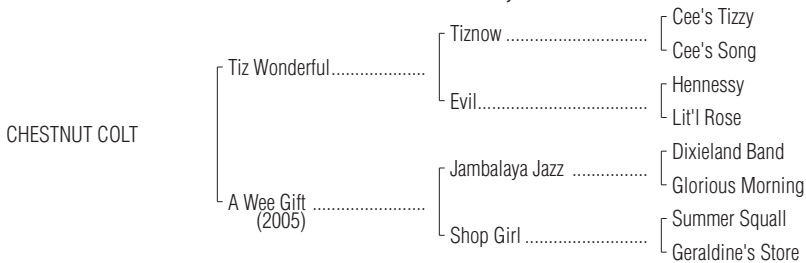 Cee's Tizzy
Tiznow ..............................
Cee's Song
Tiz Wonderful....................
Hennessy
Evil....................................
Lit'l Rose
CHESTNUT COLT
Dixieland Band
Jambalaya Jazz ................
Glorious Morning
A Wee Gift ........................
(2005)
Summer Squall
Shop Girl ..........................
Geraldine's Store